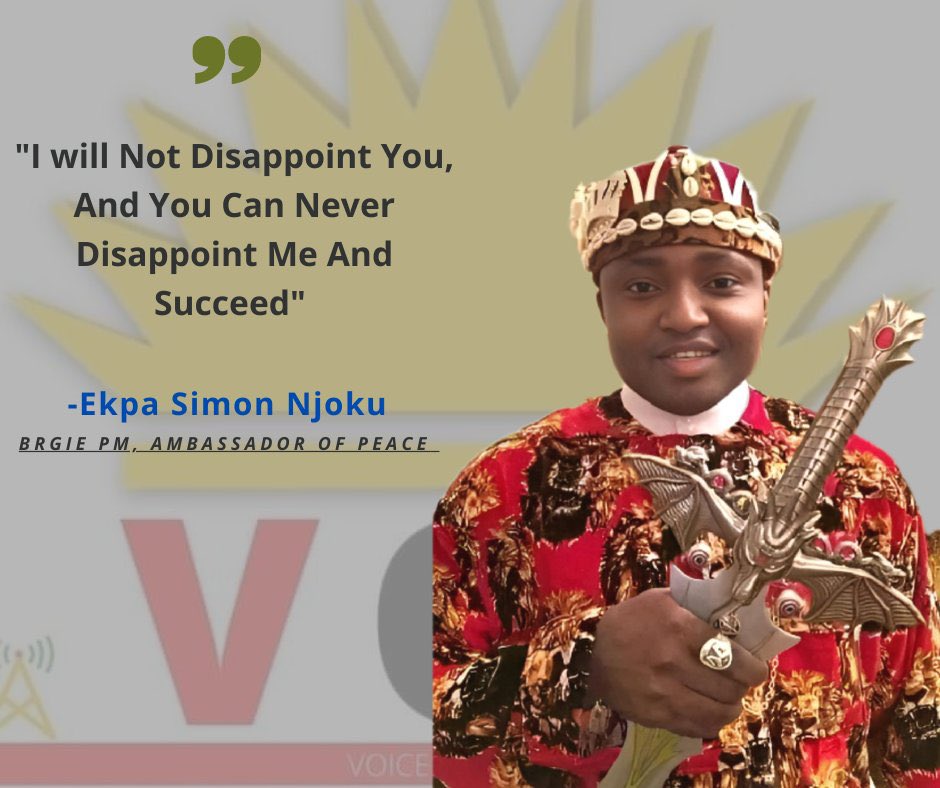 "I will Not Disappoint You,
And You Can Never
Disappoint Me And
Succeed"
-Ekpa Simon Njoku
BRGIE PM, AMBASSADOR OF PEACE
V
VOICE